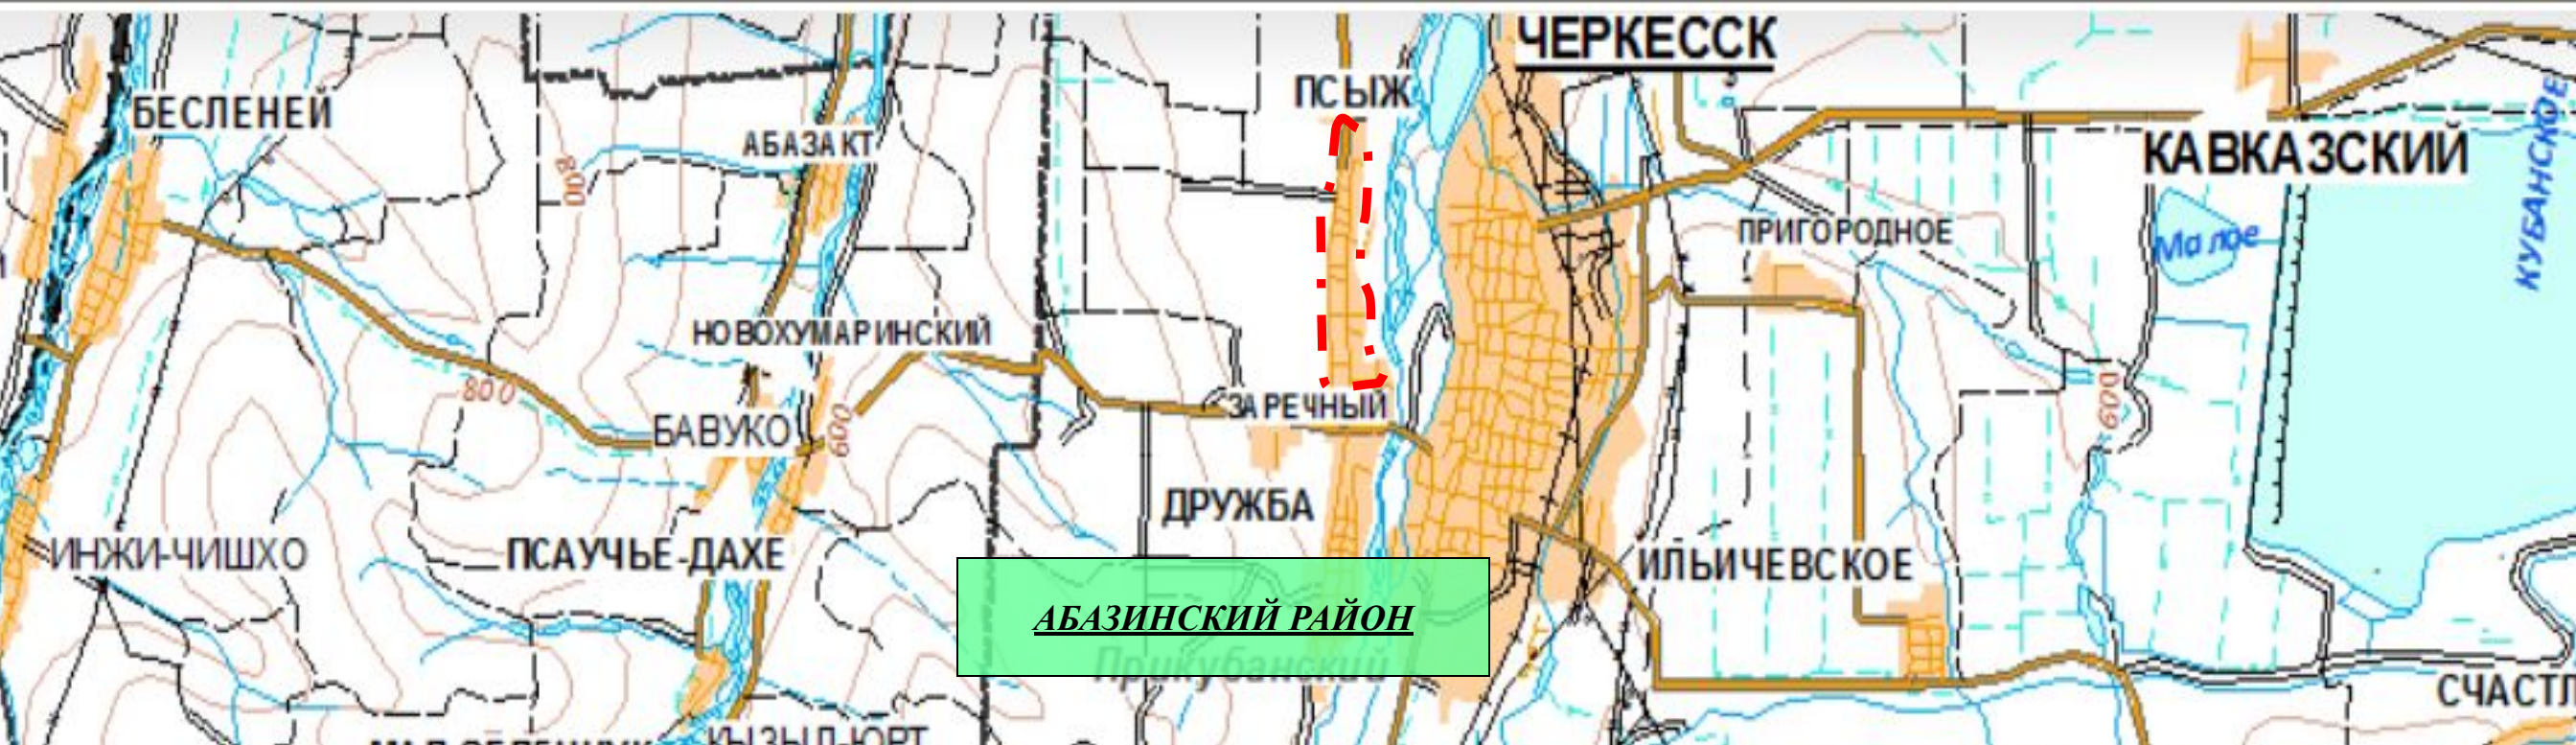 ЧЕРКЕССК
ПСЫЖ
БЕСЛЕНЕЙ
АБАЗАКТ
КАВКАЗСКИЙ
КУБАНСКОЕ
800
ПРИГОРОДНОЕ
Малое
НОВОХУМАРИНСКИЙ
800
ЗАРЕЧНЫЙ
600
БАВУКО
600
ДРУЖБА
ИНЖИ-ЧИШХО
ПСАУЧЬЕ-ДАХЕ
ИЛЬИЧЕВСКОЕ
АБАЗИНСКИЙ РАЙОН
Прикубанский
СЧАСТЛ
КЫЗЫЛ-ЮРТ